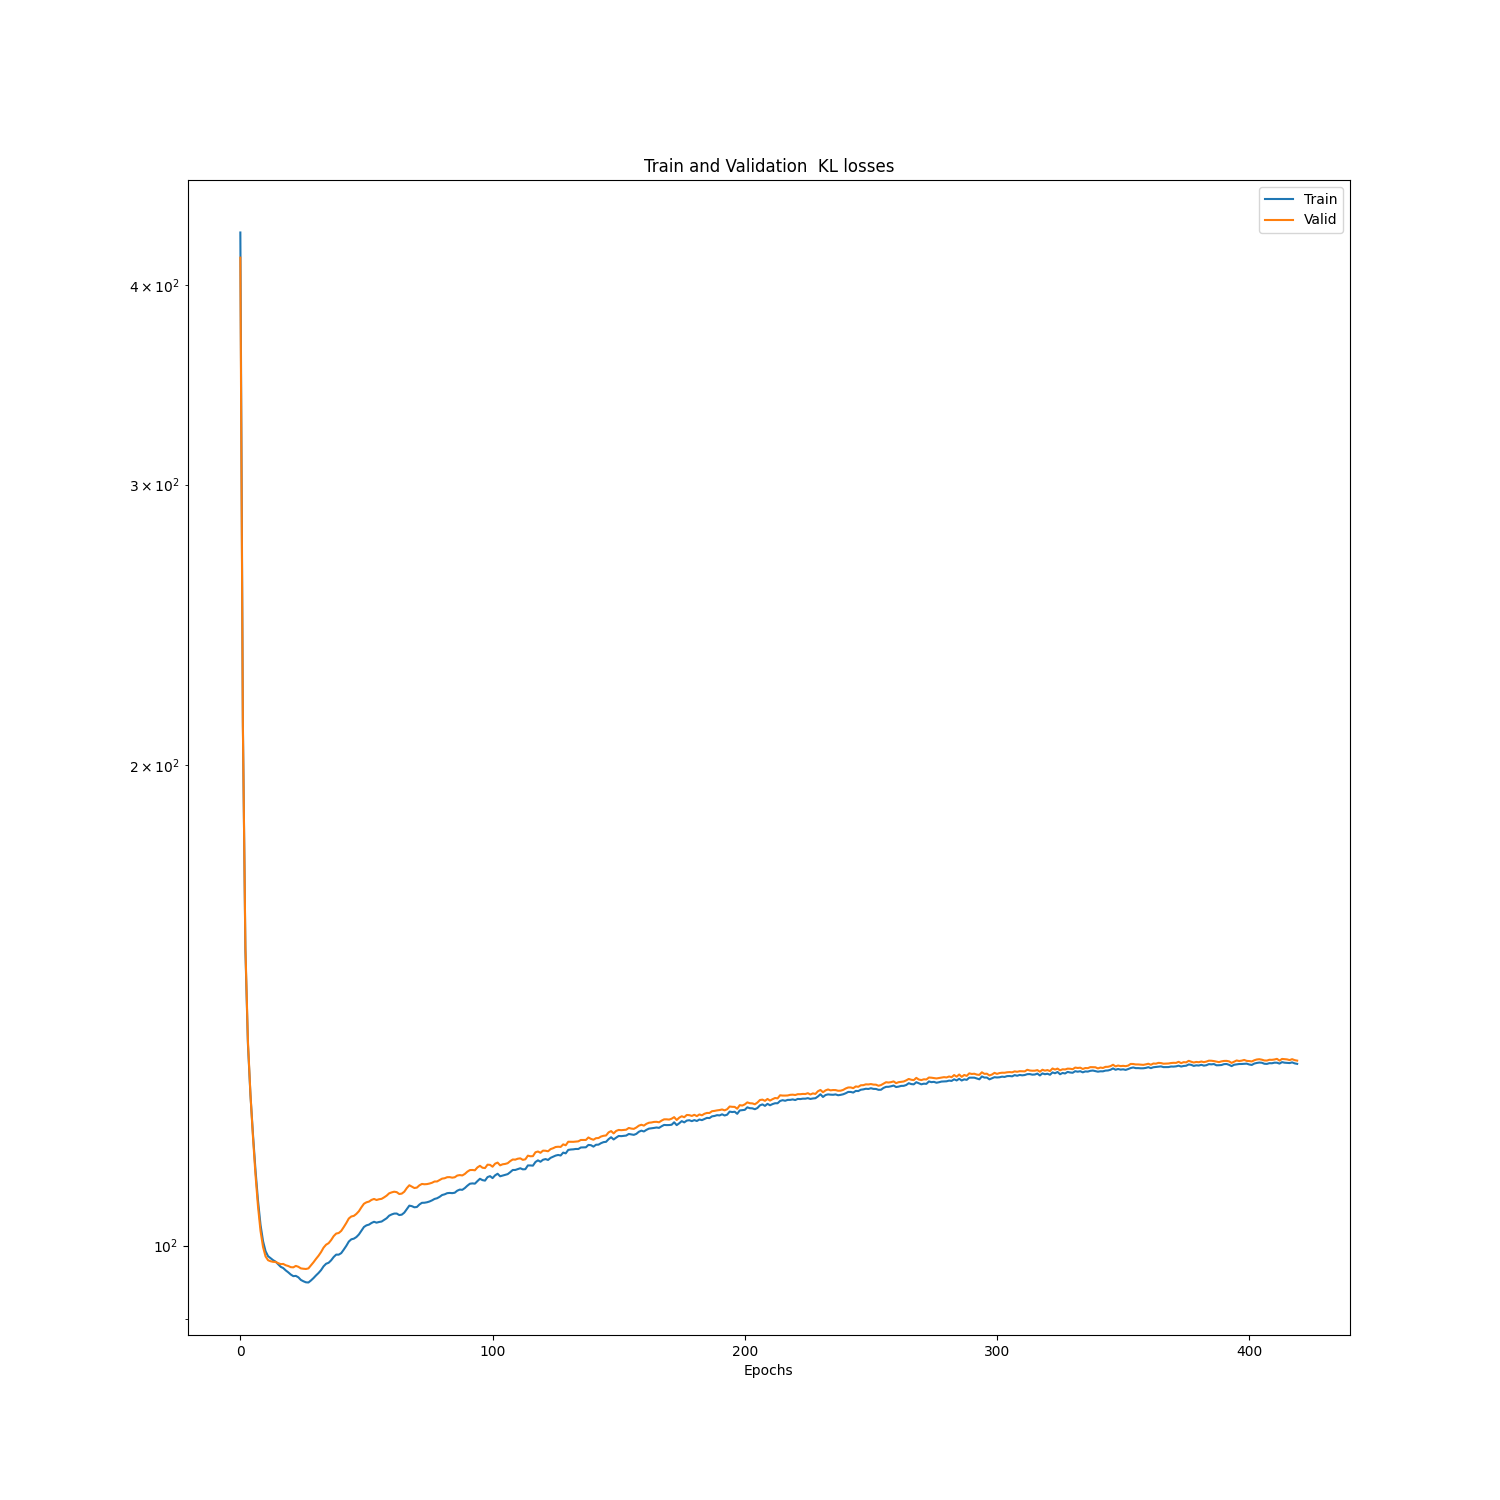 Train and Validation  KL losses
Train
Valid
4 × 10²
3 × 10²
2 × 10²
10²
0 100 200 300 400
Epochs